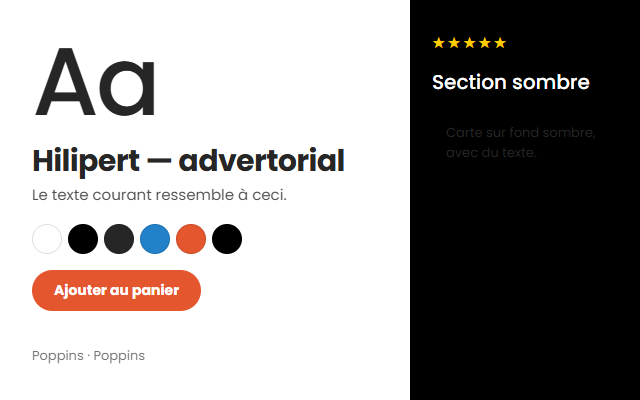 Aa
Hilipert — advertorial
Le texte courant ressemble à ceci.
Ajouter au panier
Poppins · Poppins
★★★★★
Section sombre
Carte sur fond sombre,
avec du texte.